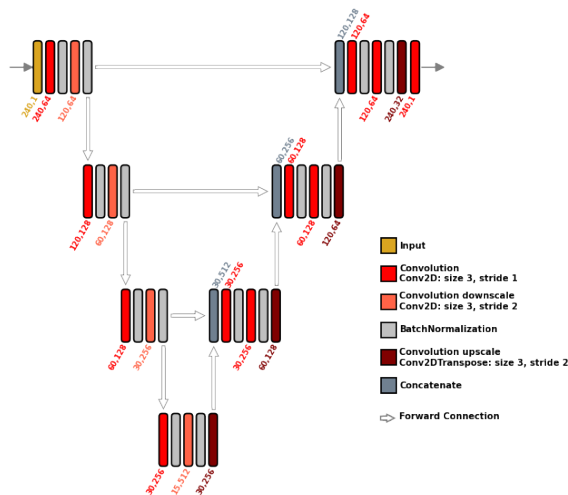 120,128
120,64
240,1
240,64
120,64
120,64
240,32
240,1
60,256
60,128
120,128
60,128
60,128
120,64
Input
Convolution
Conv2D: size 3, stride 1
30,512
30,256
Convolution downscale
Conv2D: size 3, stride 2
BatchNormalization
Convolution upscale
Conv2DTranspose: size 3, stride 2
60,128
30,256
30,256
60,128
Concatenate
Forward Connection
30,256
15,512
30,256